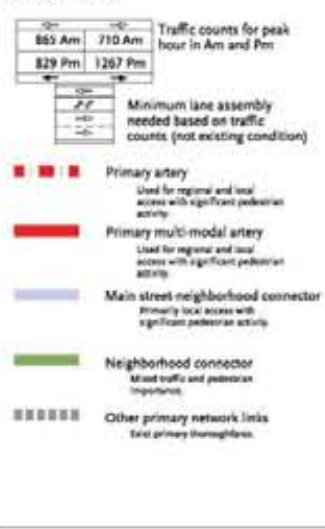 865 Am 710 Am
829 Pm 1267 Pm
Traffic counts for peak
hour in Am and Pm
Minimum lane assembly
needed based on traffic
counts (not existing condition)
Primary artery
Used for regional and local
access with significant pedestrian
activity.
Primary multi-modal artery
Used for regional and local
access with significant pedestrian
activity.
Main street-neighborhood connector
Primarily local access with
significant pedestrian activity.
Neighborhood connector
Mixed traffic and pedestrian
importance.
Other primary network links
Exist primary thoroughfares.